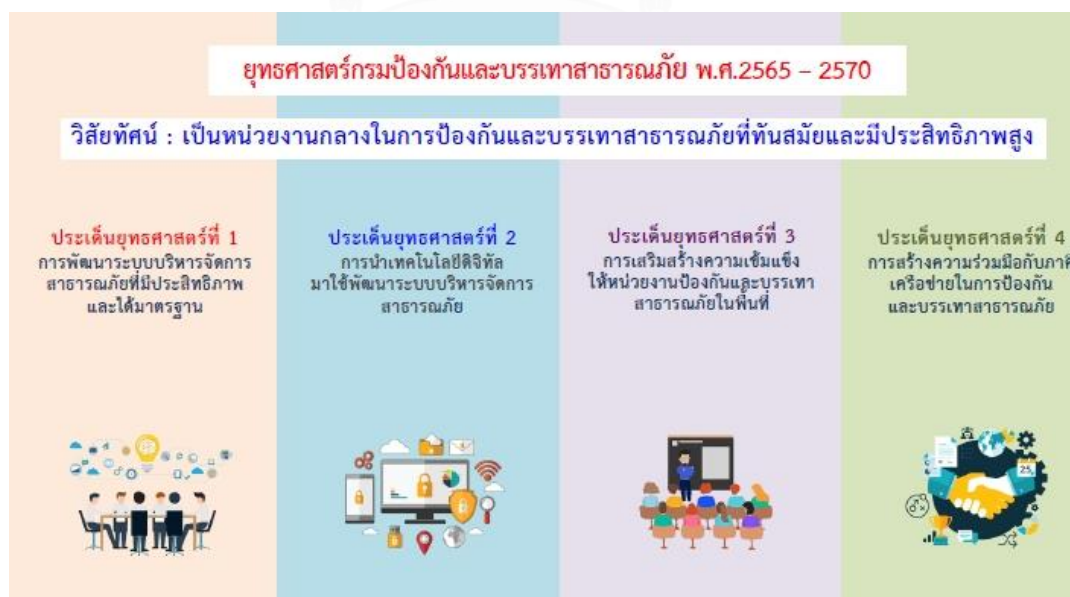 ยุทธศาสตร์กรมป้องกันและบรรเทาสาธารณภัย พ.ศ.2565 – 2570
วิสัยทัศน์ : เป็นหน่วยงานกลางในการป้องกันและบรรเทาสาธารณภัยที่ทันสมัยและมีประสิทธิภาพสูง
ประเด็นยุทธศาสตร์ที่ 1
การพัฒนาระบบบริหารจัดการ
สาธารณภัยที่มีประสิทธิภาพ
และได้มาตรฐาน
ประเด็นยุทธศาสตร์ที่ 2
การนำเทคโนโลยีดิจิทัล
มาใช้พัฒนาระบบบริหารจัดการ
สาธารณภัย
ประเด็นยุทธศาสตร์ที่ 3
การเสริมสร้างความเข้มแข็ง
ให้หน่วยงานป้องกันและบรรเทา
สาธารณภัยในพื้นที่
ประเด็นยุทธศาสตร์ที่ 4
การสร้างความร่วมมือกับภาคี
เครือข่ายในการป้องกัน
และบรรเทาสาธารณภัย
25